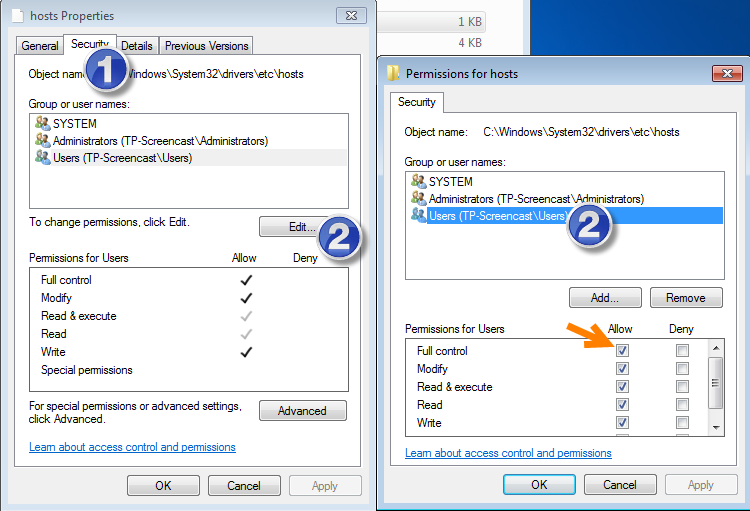 hosts Properties
General
Security
Details
Previous Versions
1
Object name: \Windows\System32\drivers\etc\hosts
Group or user names:
SYSTEM
Administrators (TP-Screencast\Administrators)
Users (TP-Screencast\Users)
To change permissions, click Edit.
Edit...
2
Permissions for Users Allow Deny
Full control
Modify
Read & execute
Read
Write
Special permissions
For special permissions or advanced settings,
click Advanced.
Advanced
Learn about access control and permissions
OK Cancel Apply
1 KB
4 KB
Permissions for hosts
Security
Object name: C:\Windows\System32\drivers\etc\hosts
Group or user names:
SYSTEM
Administrators (TP-Screencast\Administrators)
Users (TP-Screencast\Users)
2
Add... Remove
Permissions for Users Allow Deny
Full control
Modify
Read & execute
Read
Write
Learn about access control and permissions
OK Cancel Apply